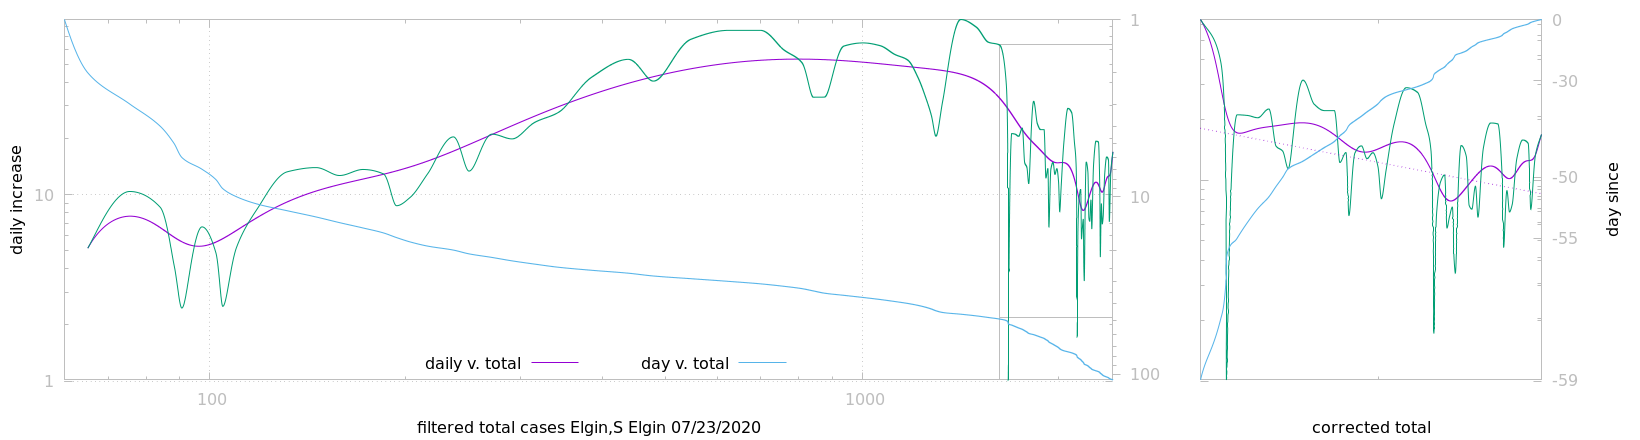 daily increase
10
1
daily v. total
day v. total
100
1000
filtered total cases Elgin,S Elgin 07/23/2020
1
10
100
0
-30
-50
-55
-59
day since
corrected total